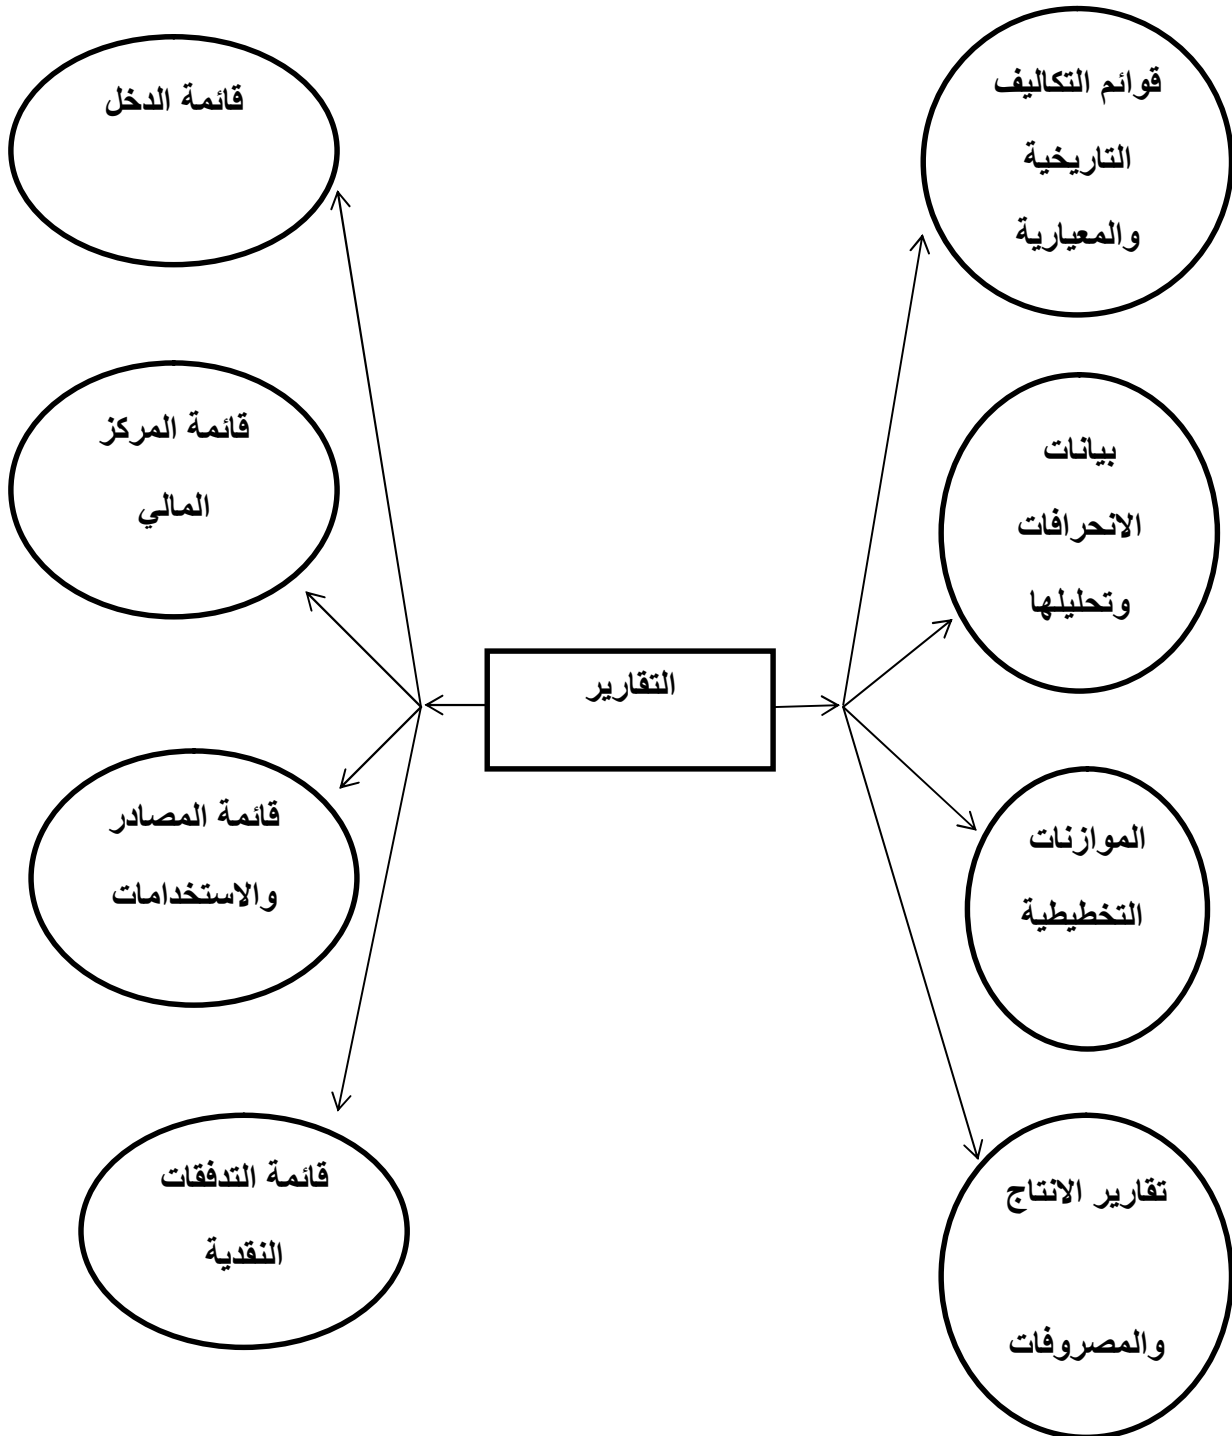 قوائم التكاليف
التاريخية
والمعيارية
بيانات
الانحرافات
وتحليلها
الموازنات
التخطيطية
تقارير الانتاج
والمصروفات
التقارير
قائمة الدخل
قائمة المركز
المالي
قائمة المصادر
والاستخدامات
قائمة التدفقات
النقدية